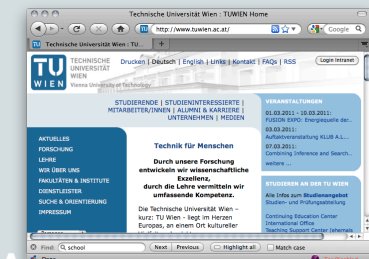 Technische Universität Wien : TUWIEN Home
http://www.tuwien.ac.at/
Google
TU Technische Universität Wien : TU...
TU
WIEN
TECHNISCHE
UNIVERSITÄT
WIEN
Vienna University of Technology
Drucken | Deutsch | English | Links | Kontakt | FAQs | RSS
Login Intranet
STUDIERENDE | STUDIENINTERESSIERTE |
MITARBEITER/INNEN | ALUMNI & KARRIERE |
UNTERNEHMEN | MEDIEN
AKTUELLES
FORSCHUNG
LEHRE
WIR ÜBER UNS
FAKULTÄTEN & INSTITUTE
DIENSTLEISTER
SUCHE & ORIENTIERUNG
IMPRESSUM
Technik für Menschen
Durch unsere Forschung
entwickeln wir wissenschaftliche
Exzellenz,
durch die Lehre vermitteln wir
umfassende Kompetenz.
Die Technische Universität Wien –
kurz: TU Wien - liegt im Herzen
Europas, an einem Ort kultureller
VERANSTALTUNGEN
01.03.2011 - 10.03.2011:
FUSION EXPO: Energiequelle der..
03.03.2011:
Auftaktveranstaltung KLUB A.L...
07.03.2011:
Combining Inference and Search..
weitere ...
STUDIEREN AN DER TU WIEN
Alle Infos zum Studienangebot
Studien- und Prüfungsabteilung
Continuing Education Center
International Office
Teaching Support Center (ehemals
Find: school
Next Previous Highlight all Match case
Done